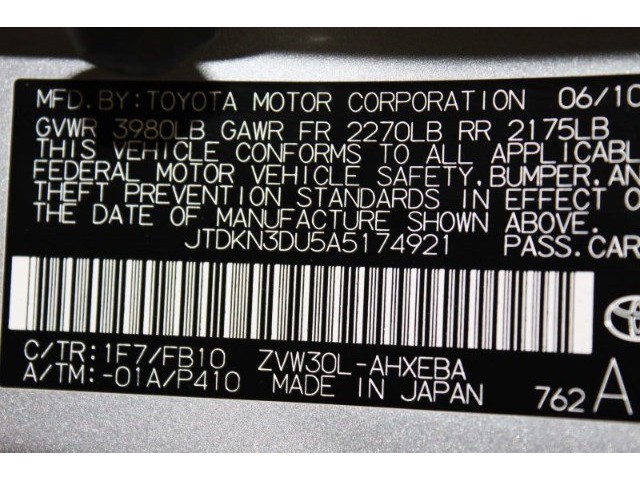 MFD. BY: TOYOTA MOTOR CORPORATION 06/10
GVWR 3980LB GAWR FR 2270LB RR 2175LB
THIS VEHICLE CONFORMS TO ALL APPLICABL
FEDERAL MOTOR VEHICLE SAFETY, BUMPER, AN
THEFT PREVENTION STANDARDS IN EFFECT O
THE DATE OF MANUFACTURE SHOWN ABOVE.
JTDKN3DU5A5174921 PASS. CAR
C/TR: 1F7/FB10 ZVW30L-AHXEBA
A/TM: -01A/P410 MADE IN JAPAN 762 A